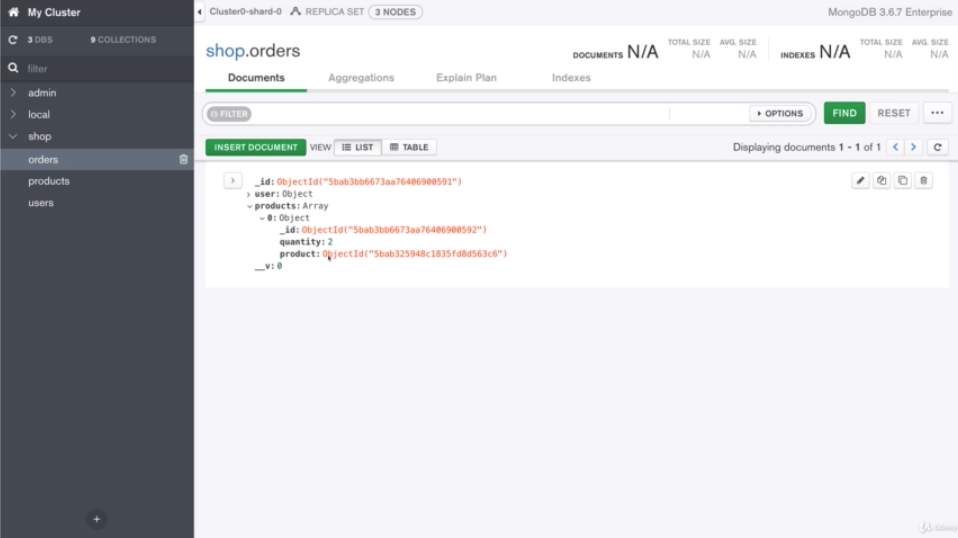 My Cluster
3 DBS 9 COLLECTIONS
filter
admin
local
shop
orders
products
users
Cluster0-shard-0 REPLICA SET 3 NODES MongoDB 3.6.7 Enterprise
shop.orders
DOCUMENTS N/A TOTAL SIZE N/A AVG. SIZE N/A INDEXES N/A TOTAL SIZE N/A AVG. SIZE N/A
Documents Aggregations Explain Plan Indexes
{} FILTER OPTIONS FIND RESET ...
INSERT DOCUMENT VIEW LIST TABLE Displaying documents 1 - 1 of 1
_id: ObjectId("5bab3bb6673aa76406900591")
user: Object
products: Array
0: Object
_id: ObjectId("5bab3bb6673aa76406900592")
quantity: 2
product: ObjectId("5bab325948c1835fd8d563c6")
__v: 0
Udemy